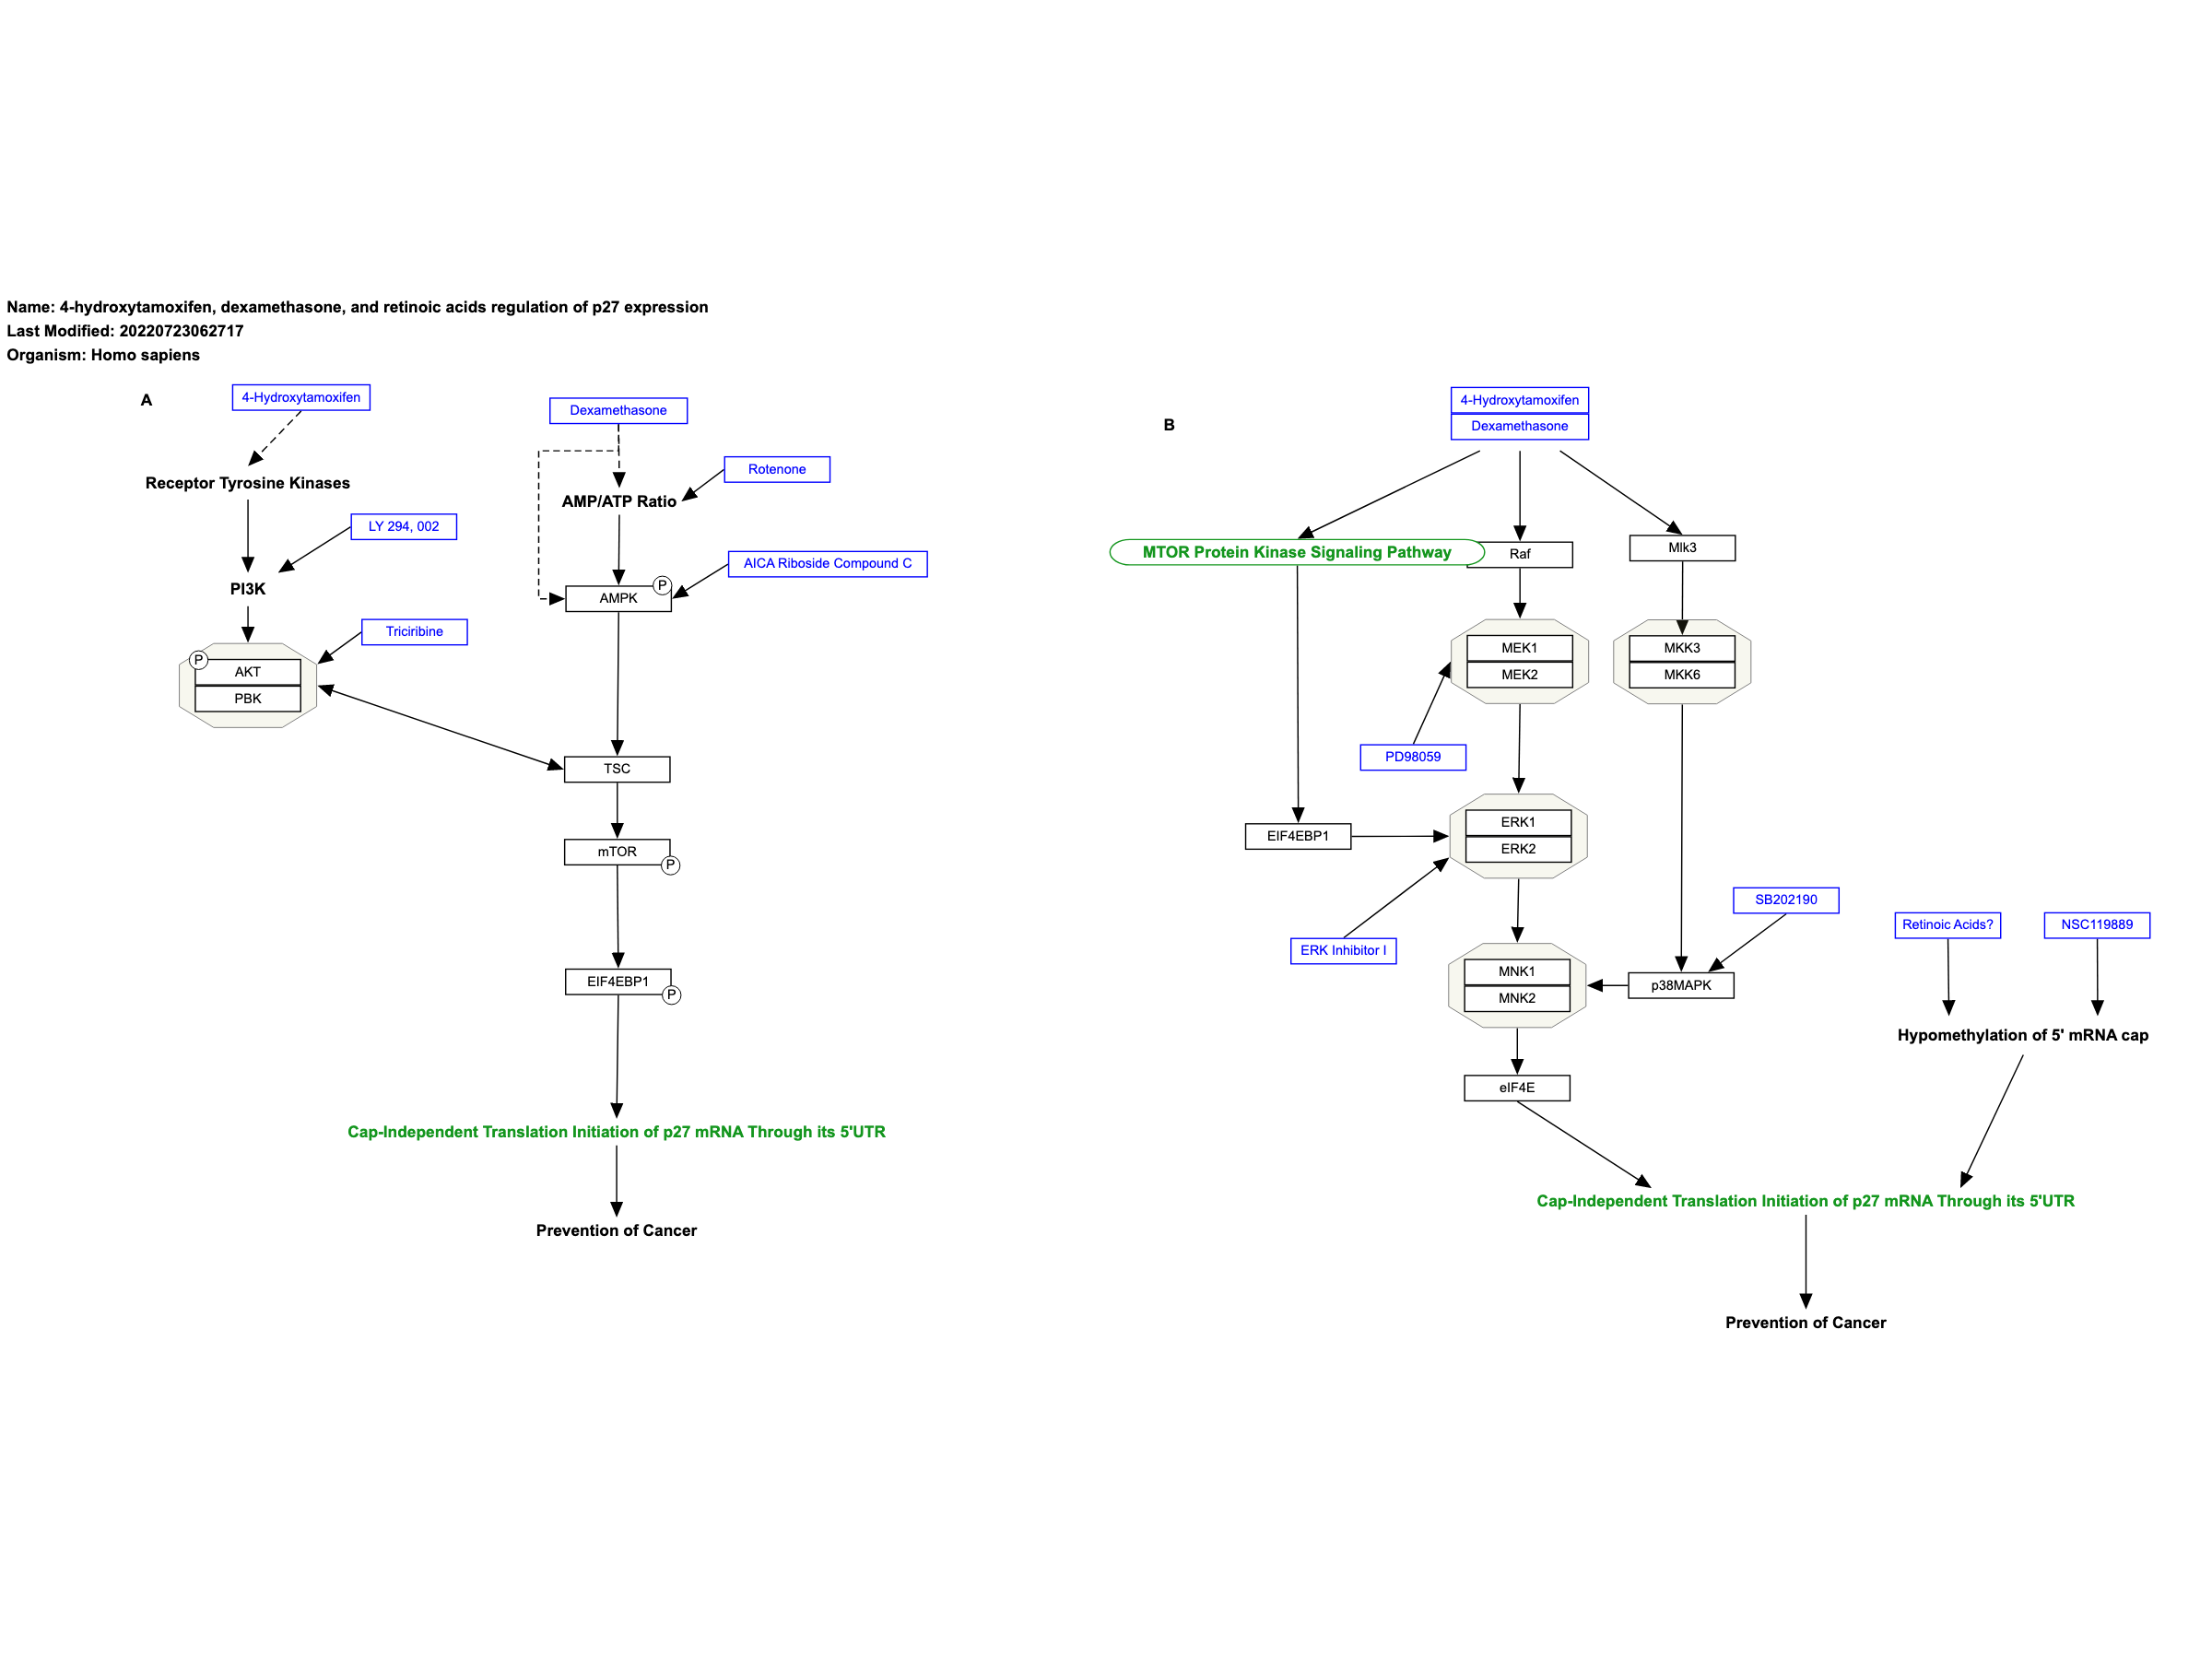 Name: 4-hydroxytamoxifen, dexamethasone, and retinoic acids regulation of p27 expression
Last Modified: 20220723062717
Organism: Homo sapiens
A
4-Hydroxytamoxifen
Dexamethasone
Rotenone
Receptor Tyrosine Kinases
AMP/ATP Ratio
LY 294, 002
AICA Riboside Compound C
PI3K
P
AMPK
Triciribine
P
AKT
PBK
TSC
mTOR
P
EIF4EBP1
P
Cap-Independent Translation Initiation of p27 mRNA Through its 5'UTR
Prevention of Cancer
B
4-Hydroxytamoxifen
Dexamethasone
MTOR Protein Kinase Signaling Pathway
Raf
Mlk3
MEK1
MEK2
MKK3
MKK6
PD98059
EIF4EBP1
ERK1
ERK2
SB202190
ERK Inhibitor I
Retinoic Acids?
NSC119889
MNK1
MNK2
p38MAPK
Hypomethylation of 5' mRNA cap
eIF4E
Cap-Independent Translation Initiation of p27 mRNA Through its 5'UTR
Prevention of Cancer